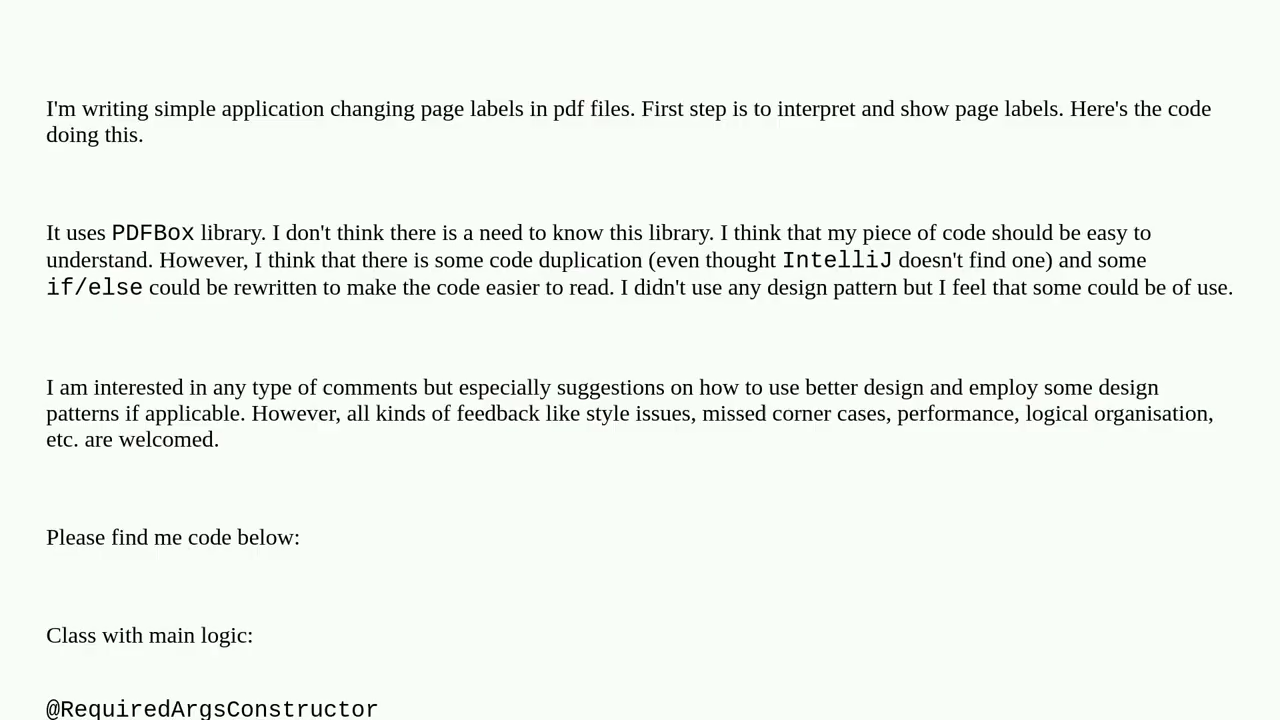 I'm writing simple application changing page labels in pdf files. First step is to interpret and show page labels. Here's the code
doing this.
It uses PDFBox library. I don't think there is a need to know this library. I think that my piece of code should be easy to
understand. However, I think that there is some code duplication (even thought IntelliJ doesn't find one) and some
if/else could be rewritten to make the code easier to read. I didn't use any design pattern but I feel that some could be of use.
I am interested in any type of comments but especially suggestions on how to use better design and employ some design
patterns if applicable. However, all kinds of feedback like style issues, missed corner cases, performance, logical organisation,
etc. are welcomed.
Please find me code below:
Class with main logic:
@RequiredArgsConstructor